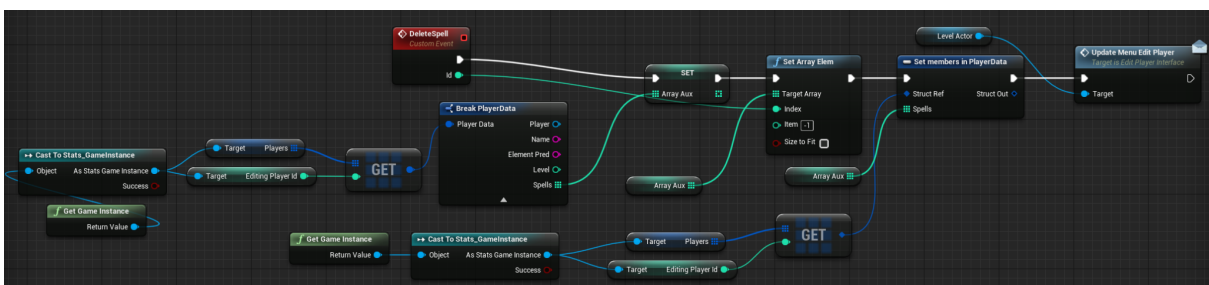 DeleteSpell
Custom Event
Id
SET
Array Aux
Set Array Elem
Target Array
Index
Item -1
Size to Fit
Level Actor
Set members in PlayerData
Struct Ref Struct Out
Spells
Update Menu Edit Player
Target is Edit Player Interface
Target
Break PlayerData
Player Data Player
Name
Element Pred
Level
Spells
Cast To Stats_GameInstance
Object As Stats Game Instance
Success
Target Players
Target Editing Player Id
GET
Get Game Instance
Return Value
Array Aux
Array Aux
Get Game Instance
Return Value
Cast To Stats_GameInstance
Object As Stats Game Instance
Success
Target Players
Target Editing Player Id
GET